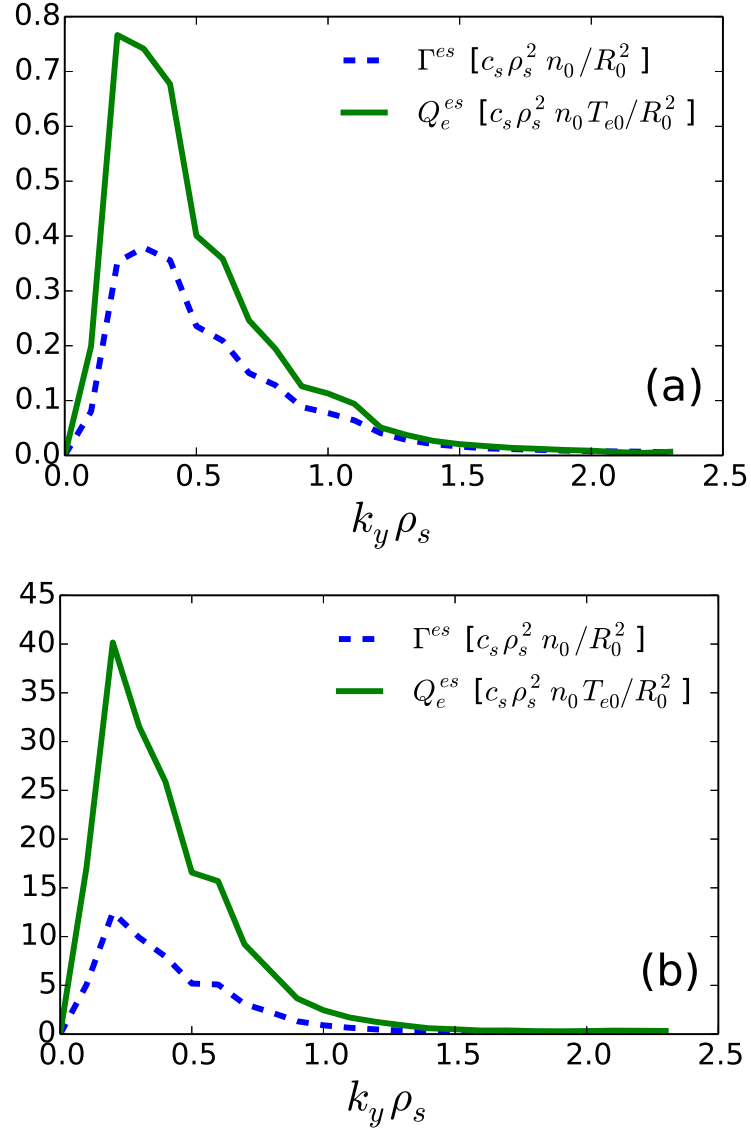 0.8
0.7
0.6
0.5
0.4
0.3
0.2
0.1
0.0
Γ^{es} [c_s ρ_s^2 n_0/R_0^2 ]
Q_e^{es} [c_s ρ_s^2 n_0 T_{e0}/R_0^2 ]
(a)
0.0 0.5 1.0 1.5 2.0 2.5
k_y ρ_s
45
40
35
30
25
20
15
10
5
0
Γ^{es} [c_s ρ_s^2 n_0/R_0^2 ]
Q_e^{es} [c_s ρ_s^2 n_0 T_{e0}/R_0^2 ]
(b)
0.0 0.5 1.0 1.5 2.0 2.5
k_y ρ_s